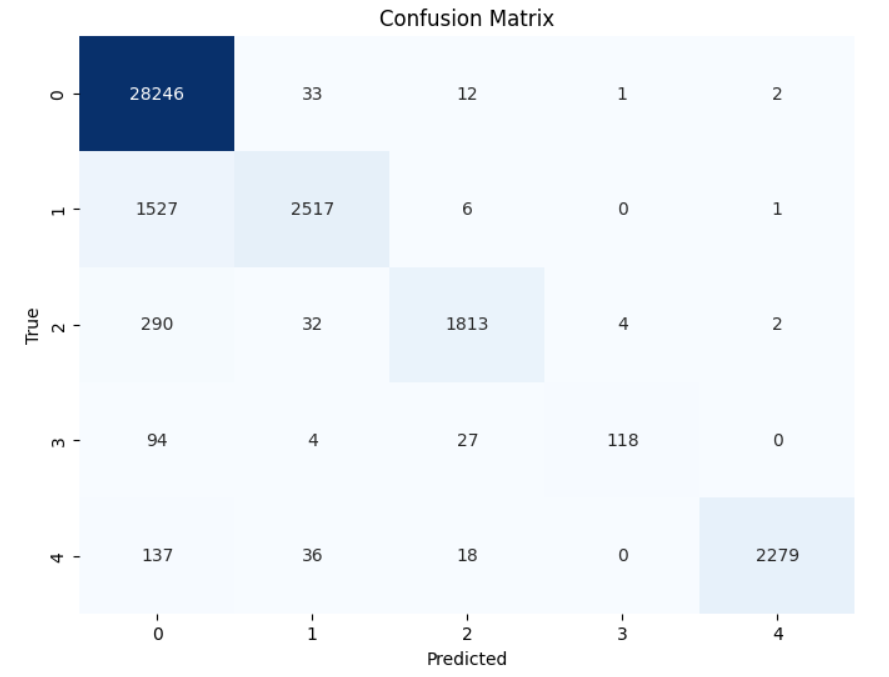 Confusion Matrix
0 28246 33 12 1 2
1 1527 2517 6 0 1
2 290 32 1813 4 2
3 94 4 27 118 0
4 137 36 18 0 2279
0 1 2 3 4
True
Predicted